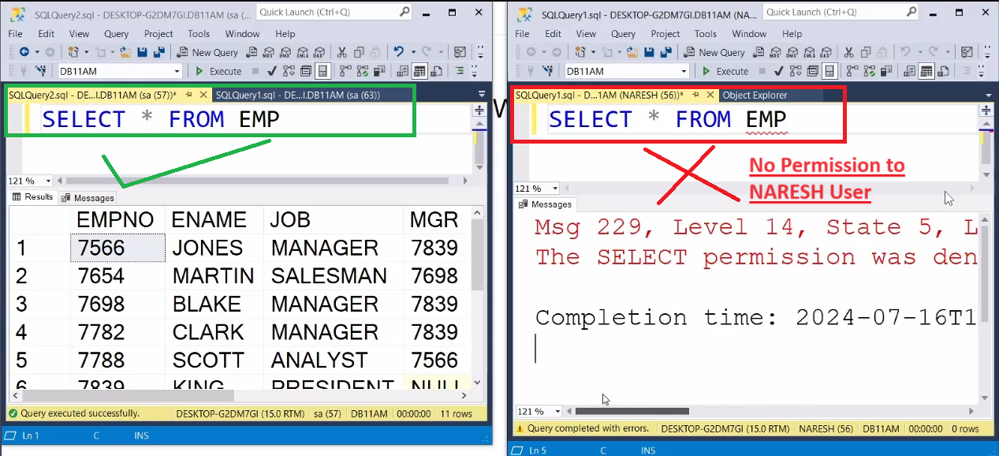 SQLQuery2.sql - DESKTOP-G2DM7GI.DB11AM (sa (...
Quick Launch (Ctrl+Q)
File Edit View Query Project Tools Window Help
New Query
MDX DMX XMLA DAX
DB11AM
Execute
SQLQuery2.sql - DE...I.DB11AM (sa (57))*
SQLQuery1.sql - DE...I.DB11AM (sa (63))
SELECT * FROM EMP
121 %
Results Messages
EMPNO ENAME JOB MGR
1 7566 JONES MANAGER 7839
2 7654 MARTIN SALESMAN 7698
3 7698 BLAKE MANAGER 7839
4 7782 CLARK MANAGER 7839
5 7788 SCOTT ANALYST 7566
6 7839 KING PRESIDENT NULL
Query executed successfully. DESKTOP-G2DM7GI (15.0 RTM) sa (57) DB11AM 00:00:00 11 rows
Ln 1 C INS
W
SQLQuery1.sql - DESKTOP-G2DM7GI.DB11AM (NA...
Quick Launch (Ctrl+Q)
File Edit View Query Project Tools Window Help
New Query
MDX DMX XMLA DAX
DB11AM
Execute
SQLQuery1.sql - D...1AM (NARESH (56))*
Object Explorer
SELECT * FROM EMP
No Permission to
NARESH User
121 %
Messages
Msg 229, Level 14, State 5, L
The SELECT permission was den
Completion time: 2024-07-16T1
121 %
Query completed with errors. DESKTOP-G2DM7GI (15.0 RTM) NARESH (56) DB11AM 00:00:00 0 rows
Ln 5 C INS